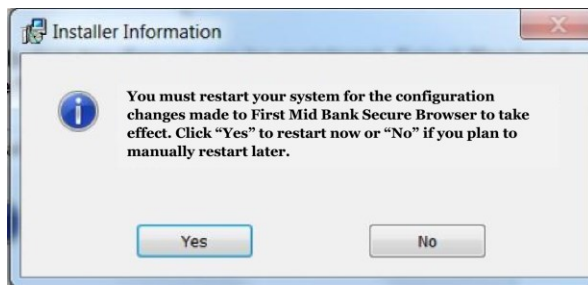 Installer Information
You must restart your system for the configuration
changes made to First Mid Bank Secure Browser to take
effect. Click “Yes” to restart now or “No” if you plan to
manually restart later.
Yes
No